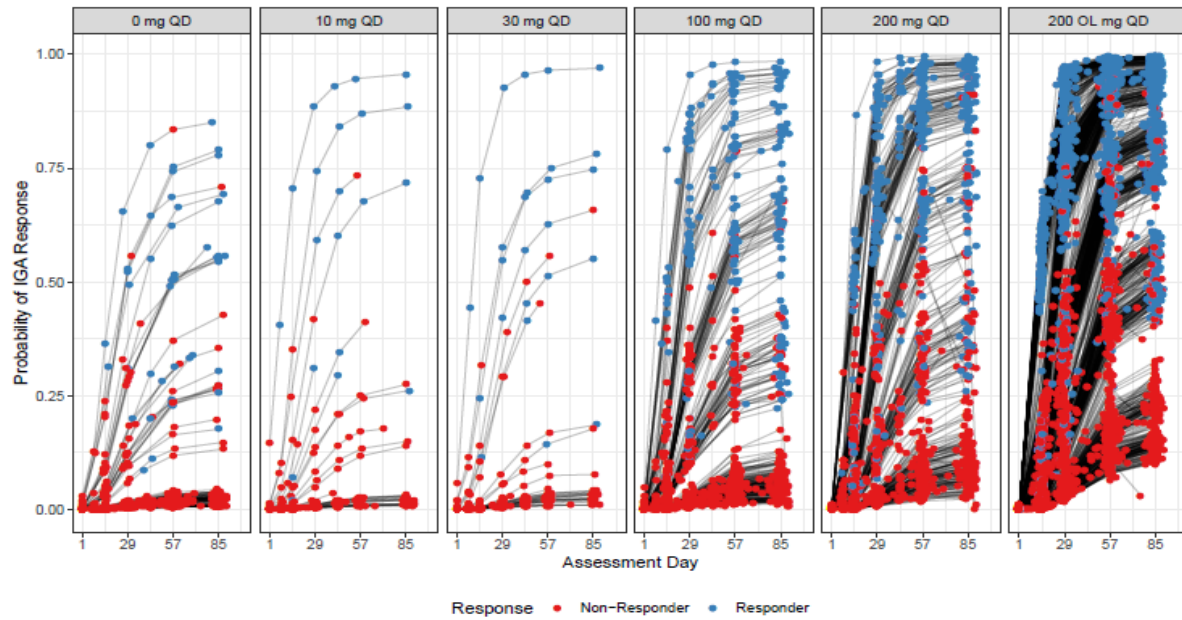 0 mg QD 10 mg QD 30 mg QD 100 mg QD 200 mg QD 200 OL mg QD
Probability of IGA Response
1.00
0.75
0.50
0.25
0.00
1 29 57 85 1 29 57 85 1 29 57 85 1 29 57 85 1 29 57 85 1 29 57 85
Assessment Day
Response Non-Responder Responder